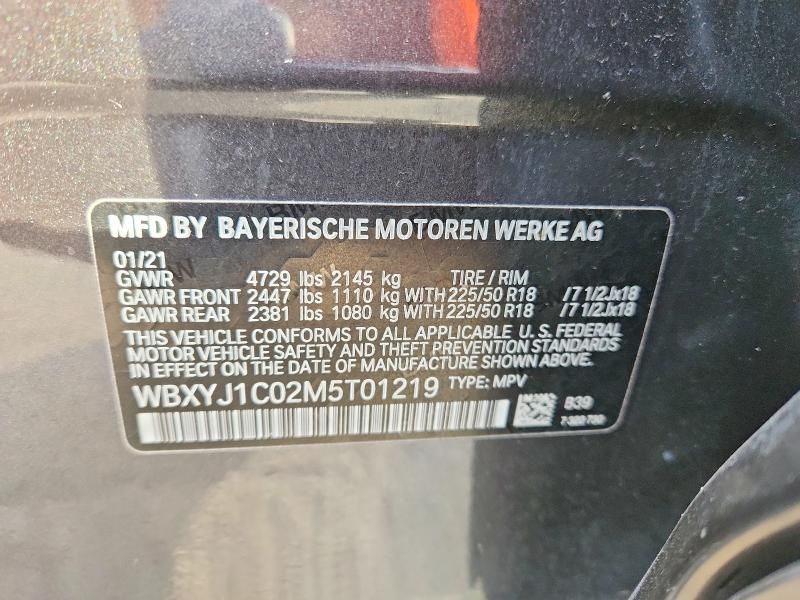 MFD BY BAYERISCHE MOTOREN WERKE AG
01/21
GVWR 4729 lbs 2145 kg TIRE / RIM
GAWR FRONT 2447 lbs 1110 kg WITH 225/50 R18 /7 1/2Jx18
GAWR REAR 2381 lbs 1080 kg WITH 225/50 R18 /7 1/2Jx18
THIS VEHICLE CONFORMS TO ALL APPLICABLE U.S. FEDERAL
MOTOR VEHICLE SAFETY AND THEFT PREVENTION STANDARDS
IN EFFECT ON THE DATE OF MANUFACTURE SHOWN ABOVE.
WBXYJ1C02M5T01219 TYPE: MPV
B39